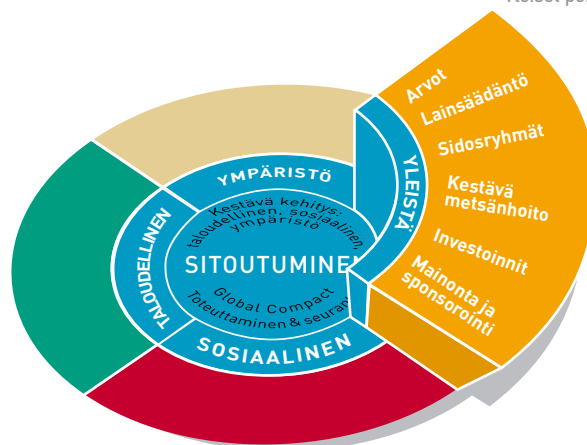 Arvot
Lainsäädäntö
Sidosryhmät
Kestävä
metsänhoito
Investoinnit
Mainonta ja
sponsorointi
YLEISTÄ
YMPÄRISTÖ
TALOUDELLINEN
Kestävä kehitys:
taloudellinen, sosiaalinen,
ympäristö
SITOUTUMINEN
Global Compact
Toteuttaminen &
SOSIAALINEN